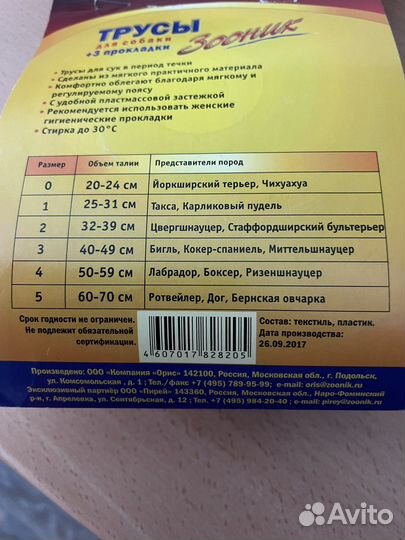 ТРУСЫ
для собаки
+3 прокладки
Зооник
• Трусы для сук в период течки
• Сделаны из мягкого практичного материала
• Комфортно облегают благодаря мягкому и
регулируемому поясу
• С удобной пластмассовой застежкой
• Рекомендуется использовать женские
гигиенические прокладки
• Стирка до 30°C
Размер Объем талии Представители пород
0 20-24 см Йоркширский терьер, Чихуахуа
1 25-31 см Такса, Карликовый пудель
2 32-39 см Цвергшнауцер, Стаффордширский бультерьер
3 40-49 см Бигль, Кокер-спаниель, Миттельшнауцер
4 50-59 см Лабрадор, Боксер, Ризеншнауцер
5 60-70 см Ротвейлер, Дог, Бернская овчарка
Срок годности не ограничен.
Не подлежит обязательной
сертификации.
4 607017 828205
Состав: текстиль, пластик.
Дата производства:
26.09.2017
Произведено: ООО «Компания «Орис» 142100, Россия, Московская обл., г. Подольск,
ул. Комсомольская, д. 1 ; Тел./факс +7 (495) 789-95-99; e-mail: oris@zoonik.com
Эксклюзивный партнёр ООО «Пирей» 143360, Россия, Московская обл., Наро-Фоминский
р-н, г. Апрелевка, ул. Сентябрьская, д. 12 ; Тел. +7 (495) 984-20-40 ; e-mail: pirey@zoonik.com
Avito